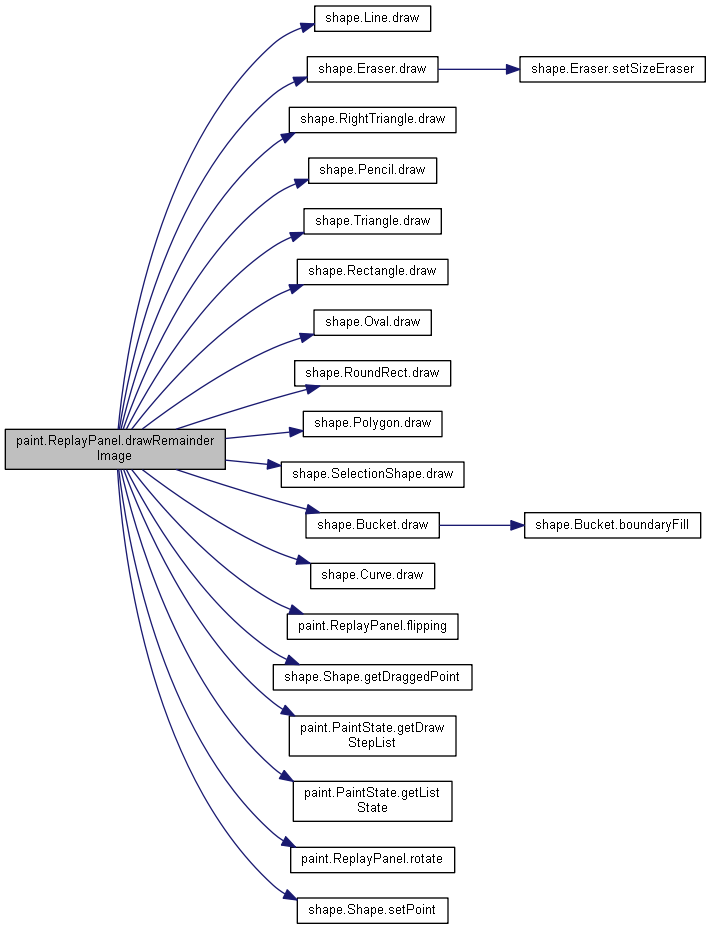 shape.Line.draw
shape.Eraser.draw
shape.Eraser.setSizeEraser
shape.RightTriangle.draw
shape.Pencil.draw
shape.Triangle.draw
shape.Rectangle.draw
shape.Oval.draw
shape.RoundRect.draw
shape.Polygon.draw
paint.ReplayPanel.drawRemainder
Image
shape.SelectionShape.draw
shape.Bucket.draw
shape.Bucket.boundaryFill
shape.Curve.draw
paint.ReplayPanel.flipping
shape.Shape.getDraggedPoint
paint.PaintState.getDraw
StepList
paint.PaintState.getList
State
paint.ReplayPanel.rotate
shape.Shape.setPoint